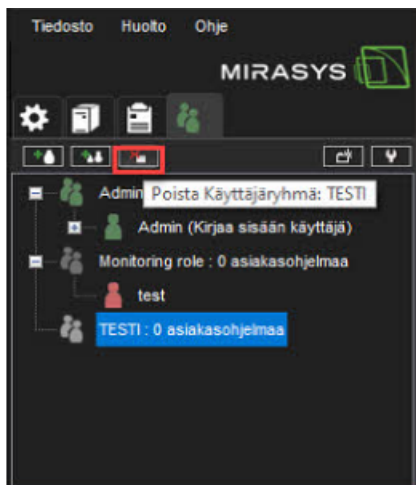 Tiedosto Huolto Ohje
MIRASYS
Admin
Poista Käyttäjäryhmä: TESTI
Admin (Kirjaa sisään käyttäjä)
Monitoring role : 0 asiakasohjelmaa
test
TESTI : 0 asiakasohjelmaa